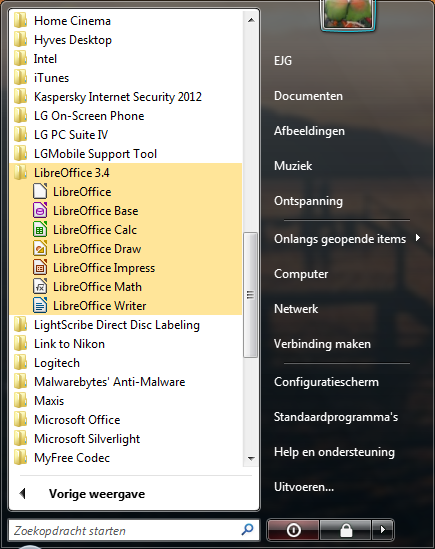 Home Cinema
Hyves Desktop
Intel
iTunes
Kaspersky Internet Security 2012
LG On-Screen Phone
LG PC Suite IV
LGMobile Support Tool
LibreOffice 3.4
LibreOffice
LibreOffice Base
LibreOffice Calc
LibreOffice Draw
LibreOffice Impress
LibreOffice Math
LibreOffice Writer
LightScribe Direct Disc Labeling
Link to Nikon
Logitech
Malwarebytes' Anti-Malware
Maxis
Microsoft Office
Microsoft Silverlight
MyFree Codec
Vorige weergave
Zoekopdracht starten
EJG
Documenten
Afbeeldingen
Muziek
Ontspanning
Onlangs geopende items
Computer
Netwerk
Verbinding maken
Configuratiescherm
Standaardprogramma's
Help en ondersteuning
Uitvoeren...